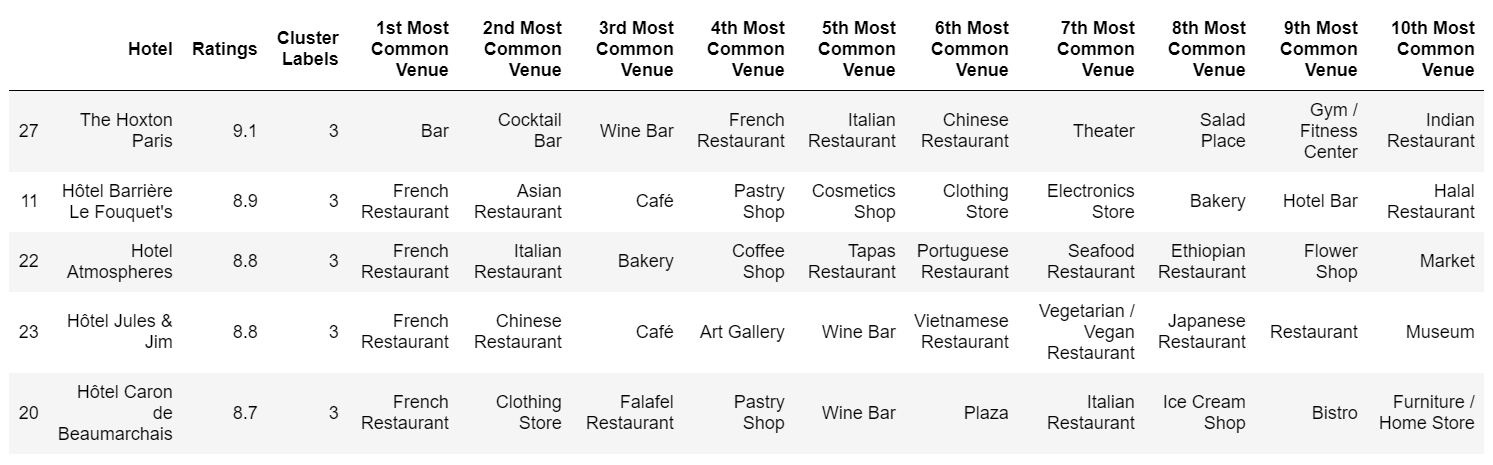 Hotel Ratings Cluster Labels 1st Most Common Venue 2nd Most Common Venue 3rd Most Common Venue 4th Most Common Venue 5th Most Common Venue 6th Most Common Venue 7th Most Common Venue 8th Most Common Venue 9th Most Common Venue 10th Most Common Venue
27 The Hoxton Paris 9.1 3 Bar Cocktail Bar Wine Bar French Restaurant Italian Restaurant Chinese Restaurant Theater Salad Place Gym / Fitness Center Indian Restaurant
11 Hôtel Barrière Le Fouquet's 8.9 3 French Restaurant Asian Restaurant Café Pastry Shop Cosmetics Shop Clothing Store Electronics Store Bakery Hotel Bar Halal Restaurant
22 Hotel Atmospheres 8.8 3 French Restaurant Italian Restaurant Bakery Coffee Shop Tapas Restaurant Portuguese Restaurant Seafood Restaurant Ethiopian Restaurant Flower Shop Market
23 Hôtel Jules & Jim 8.8 3 French Restaurant Chinese Restaurant Café Art Gallery Wine Bar Vietnamese Restaurant Vegetarian / Vegan Restaurant Japanese Restaurant Restaurant Museum
20 Hôtel Caron de Beaumarchais 8.7 3 French Restaurant Clothing Store Falafel Restaurant Pastry Shop Wine Bar Plaza Italian Restaurant Ice Cream Shop Bistro Furniture / Home Store